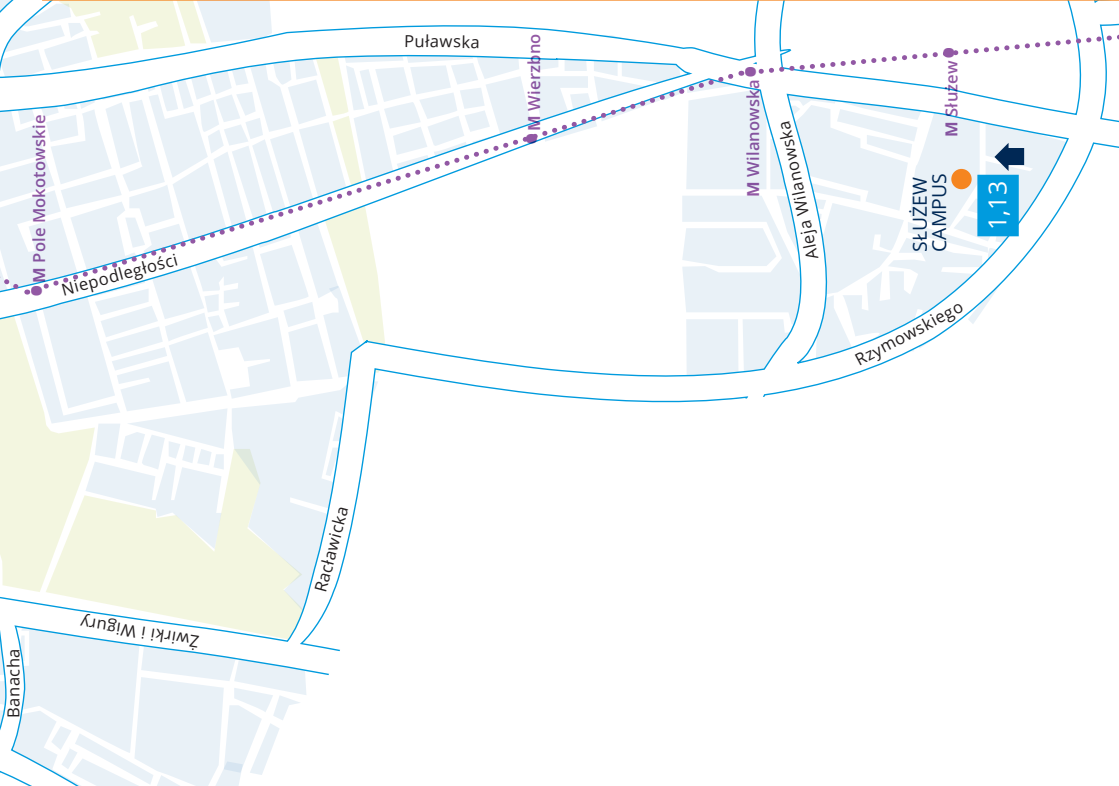 Puławska
M Wierzbno
M Służew
M Wilanowska
M Pole Mokotowskie
Aleja Wilanowska
SŁUŻEW
CAMPUS
1,13
Niepodległości
Rzymowskiego
Racławicka
Żwirki i Wigury
Banacha